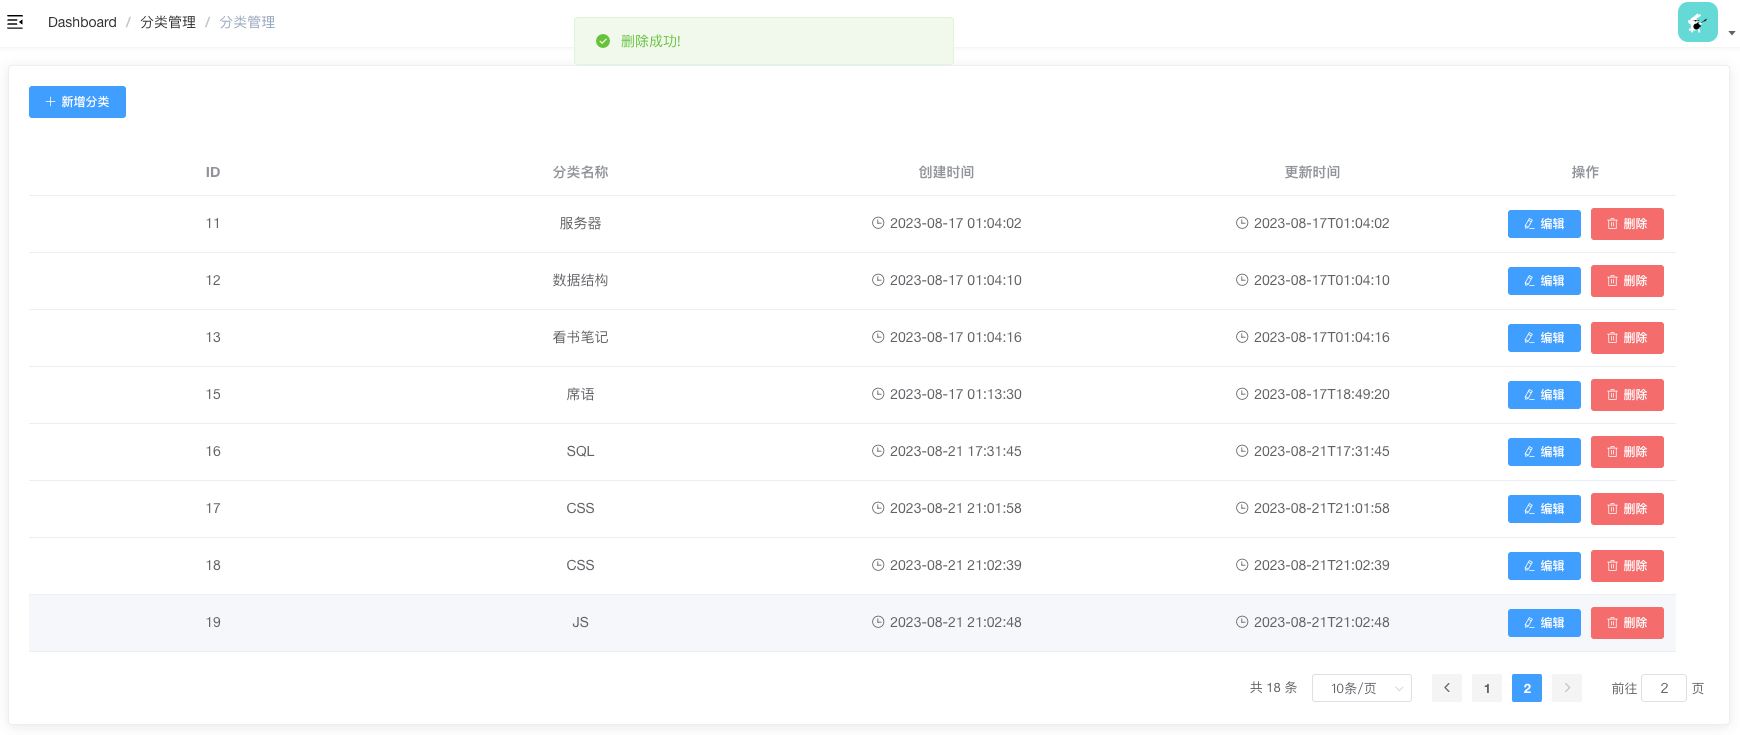 Dashboard / 分类管理 / 分类管理
删除成功!
新增分类
ID 分类名称 创建时间 更新时间 操作
11 服务器 2023-08-17 01:04:02 2023-08-17T01:04:02 编辑 删除
12 数据结构 2023-08-17 01:04:10 2023-08-17T01:04:10 编辑 删除
13 看书笔记 2023-08-17 01:04:16 2023-08-17T01:04:16 编辑 删除
15 席语 2023-08-17 01:13:30 2023-08-17T18:49:20 编辑 删除
16 SQL 2023-08-21 17:31:45 2023-08-21T17:31:45 编辑 删除
17 CSS 2023-08-21 21:01:58 2023-08-21T21:01:58 编辑 删除
18 CSS 2023-08-21 21:02:39 2023-08-21T21:02:39 编辑 删除
19 JS 2023-08-21 21:02:48 2023-08-21T21:02:48 编辑 删除
共 18 条 10条/页 1 2 前往 2 页